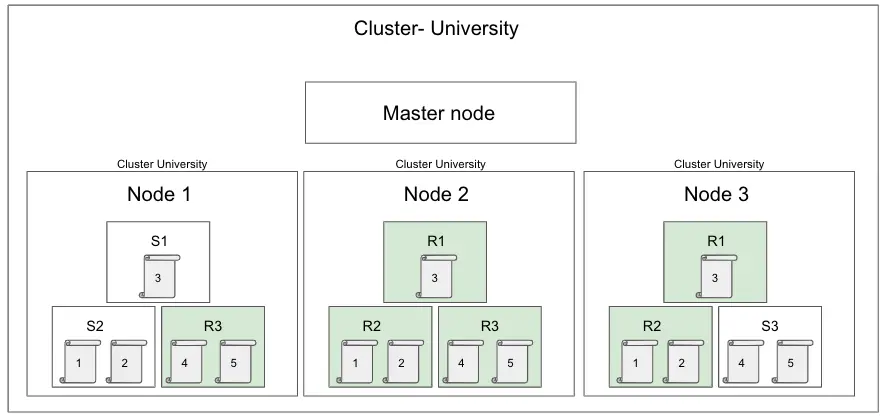 Cluster- University
Master node
Cluster University
Cluster University
Cluster University
Node 1
Node 2
Node 3
S1
3
S2
1
2
R3
4
5
R1
3
R2
1
2
R3
4
5
R1
3
R2
1
2
S3
4
5